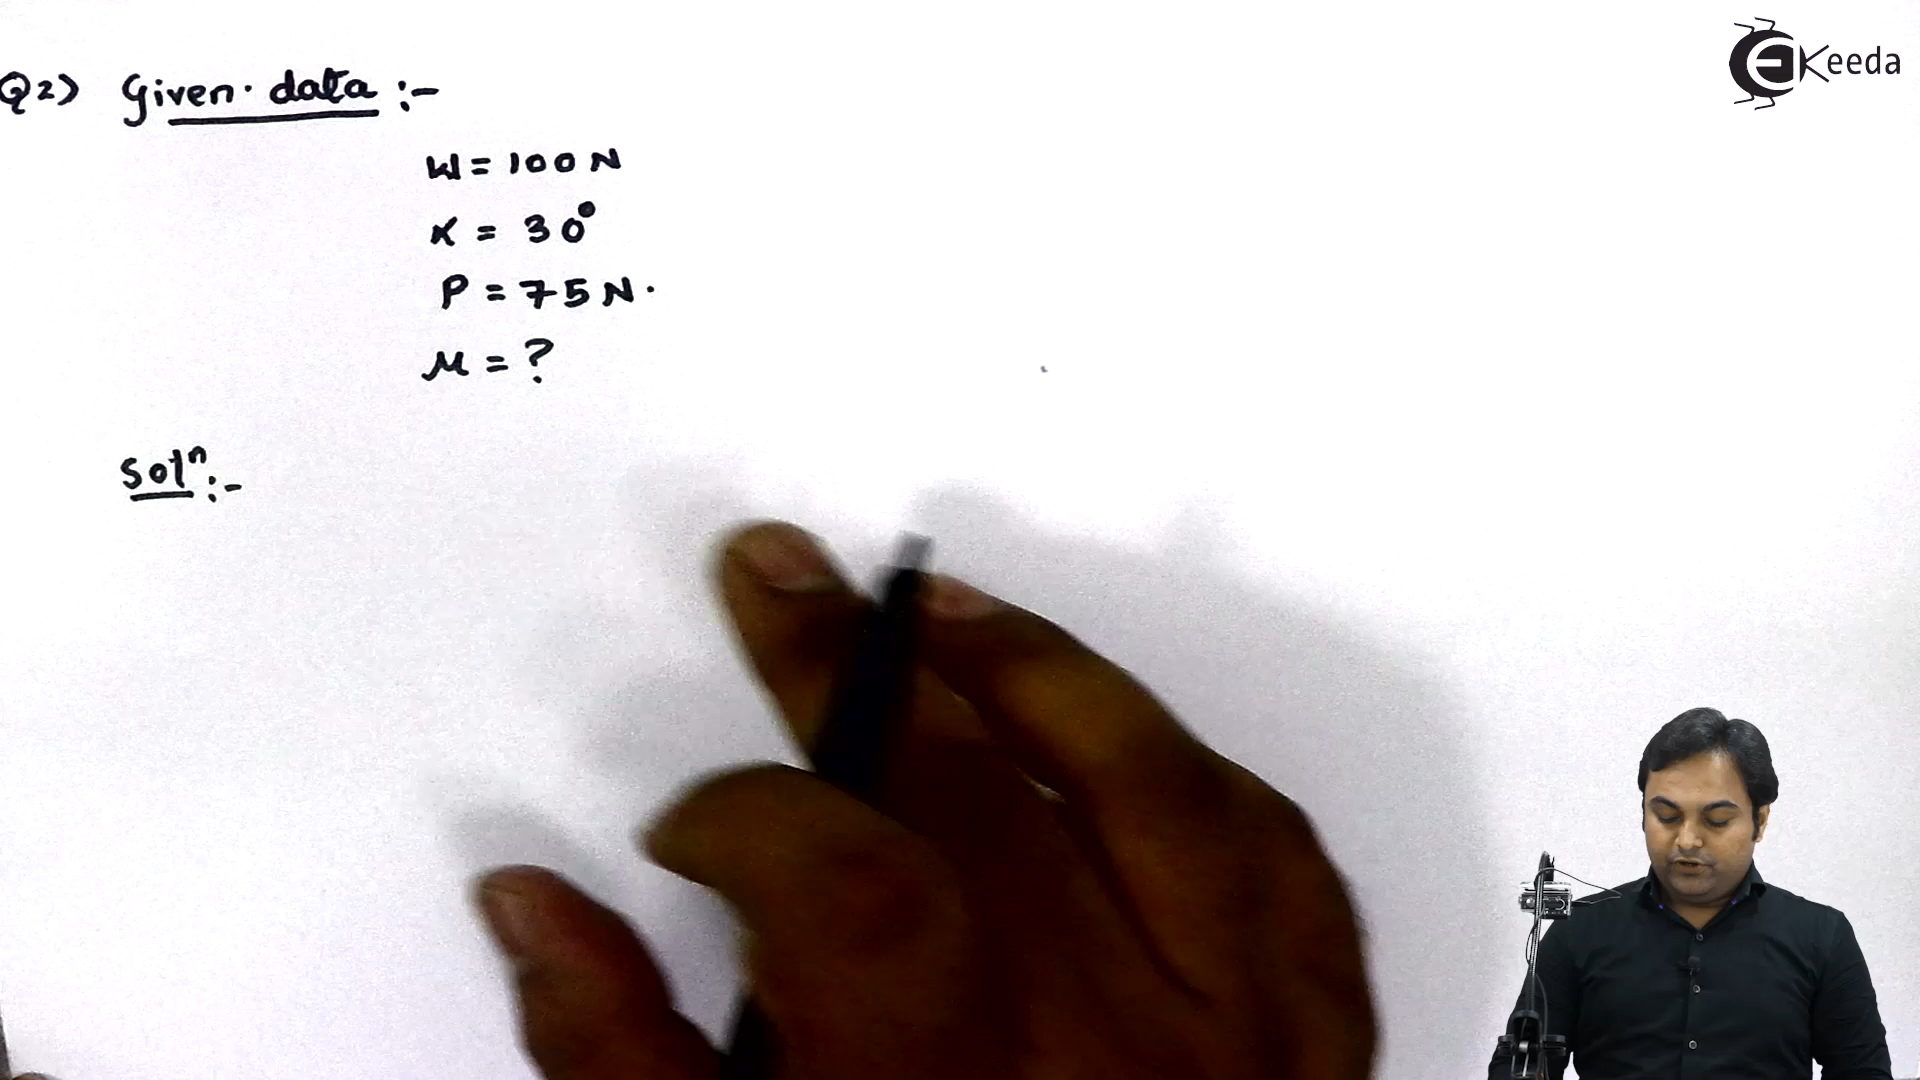 Ekeeda
Q2) Given data :-
W = 100 N
α = 30°
P = 75 N.
μ = ?
Solⁿ :-